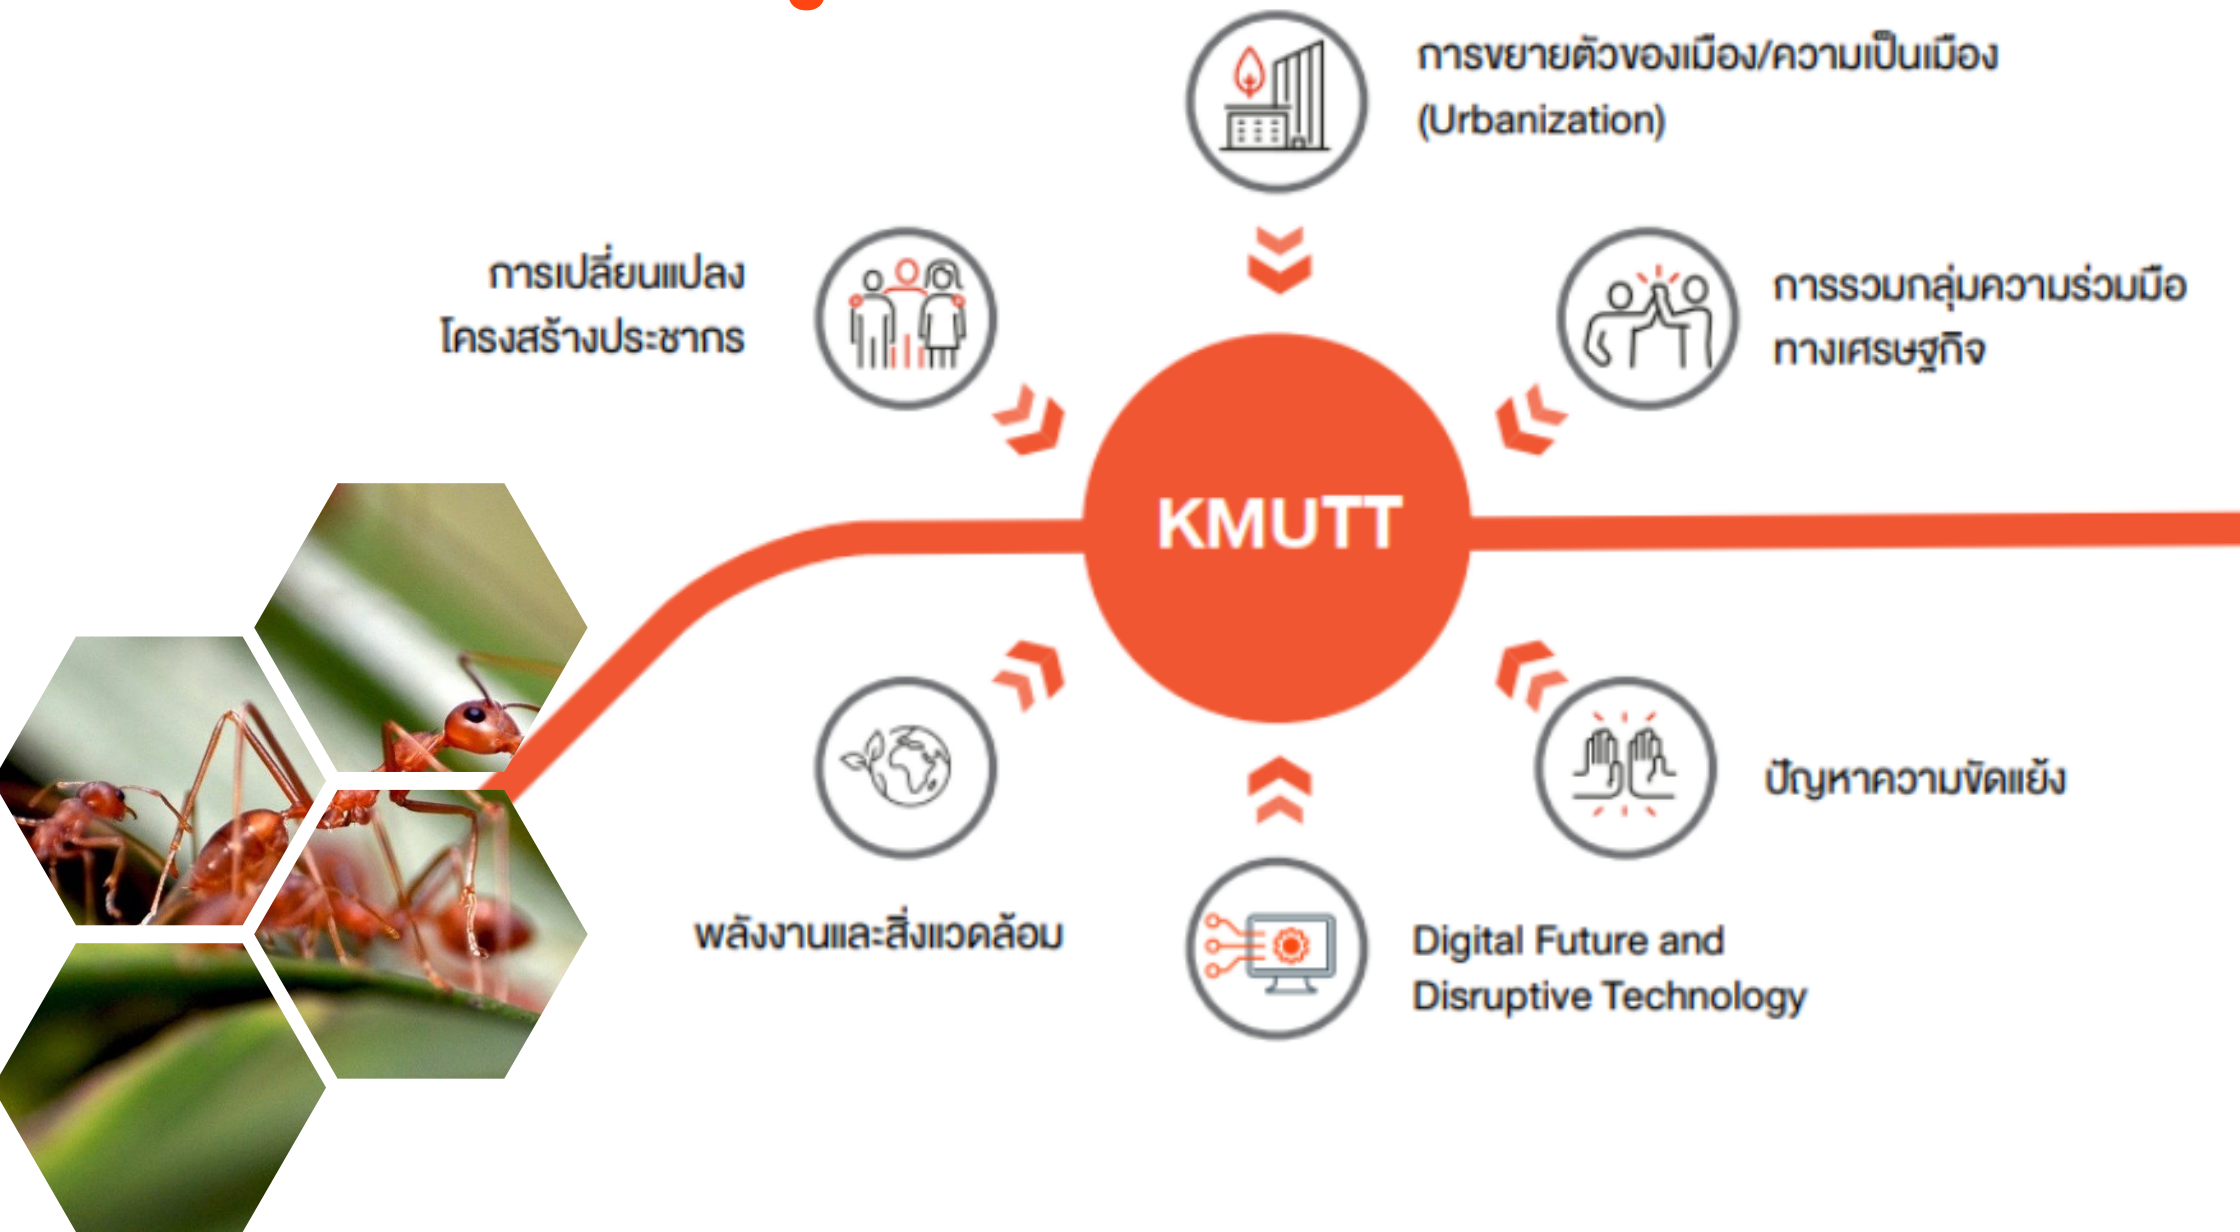 การขยายตัวของเมือง/ความเป็นเมือง
(Urbanization)
การเปลี่ยนแปลง
โครงสร้างประชากร
การรวมกลุ่มความร่วมมือ
ทางเศรษฐกิจ
KMUTT
ปัญหาความขัดแย้ง
พลังงานและสิ่งแวดล้อม
Digital Future and
Disruptive Technology